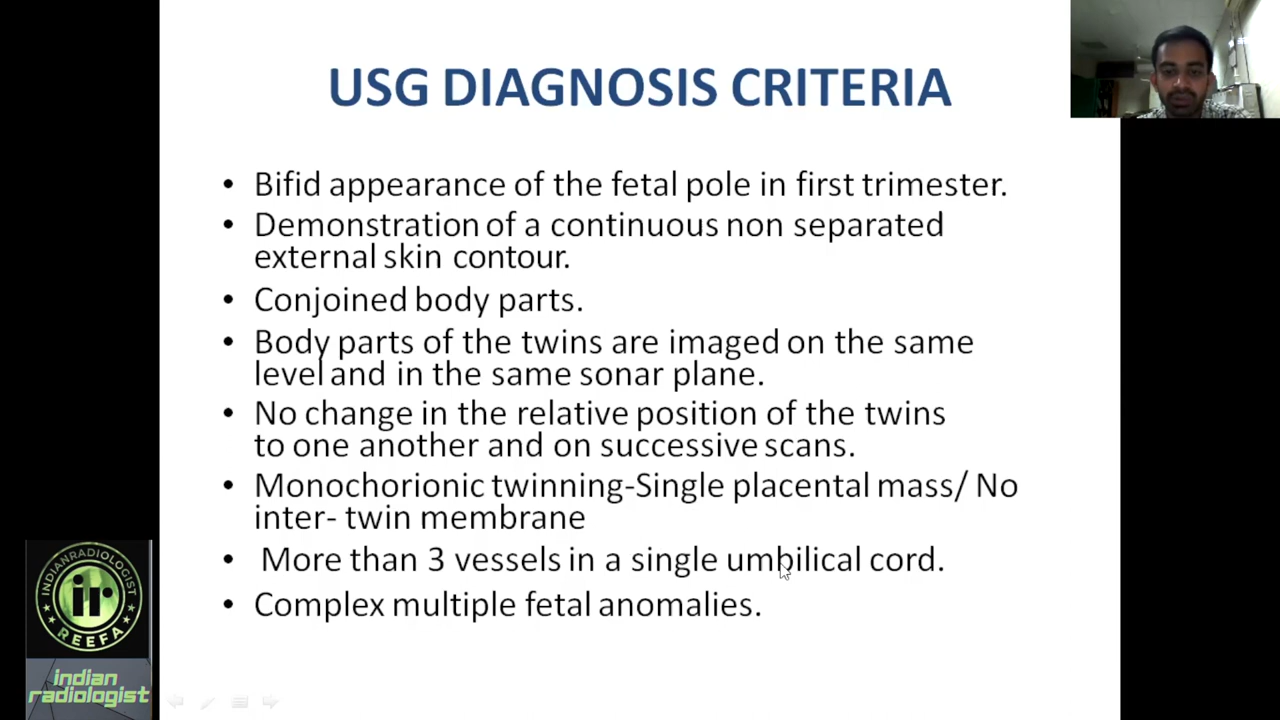 USG DIAGNOSIS CRITERIA
• Bifid appearance of the fetal pole in first trimester.
• Demonstration of a continuous non separated
external skin contour.
• Conjoined body parts.
• Body parts of the twins are imaged on the same
level and in the same sonar plane.
• No change in the relative position of the twins
to one another and on successive scans.
• Monochorionic twinning-Single placental mass/ No
inter- twin membrane
• More than 3 vessels in a single umbilical cord.
• Complex multiple fetal anomalies.
INDIANRADIOLOGIST
ir
REEFA
indian
radiologist